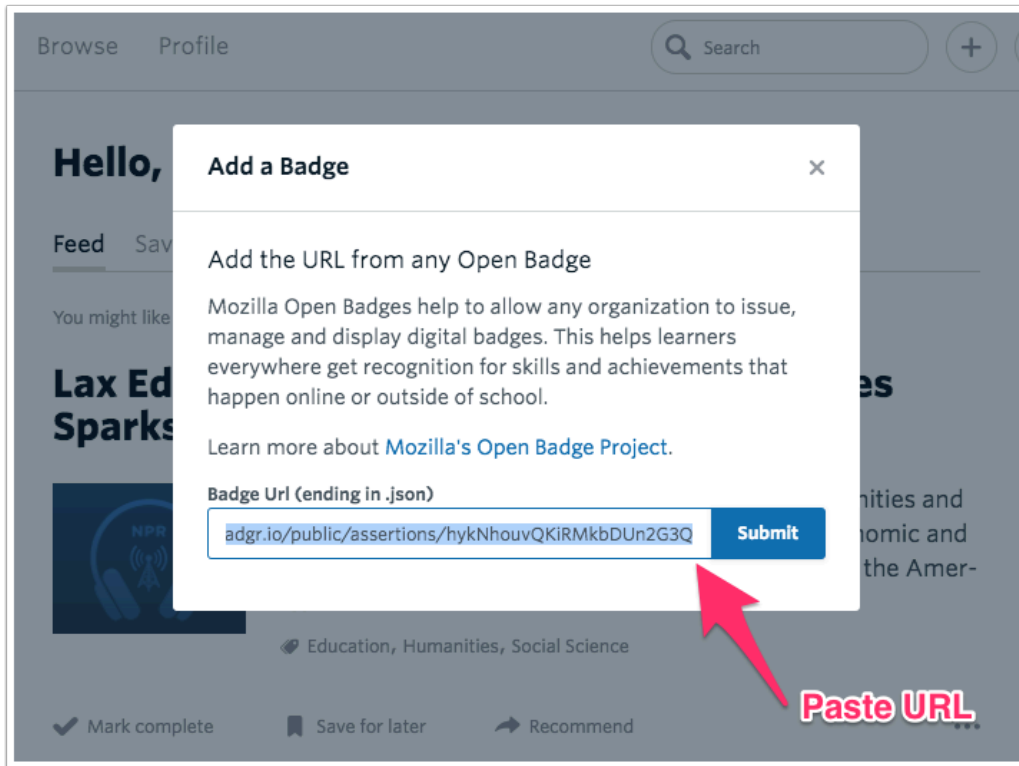 Browse Profile Search
Hello,
Add a Badge
Feed Sav
Add the URL from any Open Badge
You might like
Mozilla Open Badges help to allow any organization to issue,
manage and display digital badges. This helps learners
everywhere get recognition for skills and achievements that
happen online or outside of school.
Lax Ed es
Sparks
Learn more about Mozilla's Open Badge Project.
Badge Url (ending in .json)
adgr.io/public/assertions/hykNhouvQKiRMkbDUn2G3Q Submit
nities and
nomic and
the Amer-
NPR
Education, Humanities, Social Science
Paste URL
Mark complete Save for later Recommend